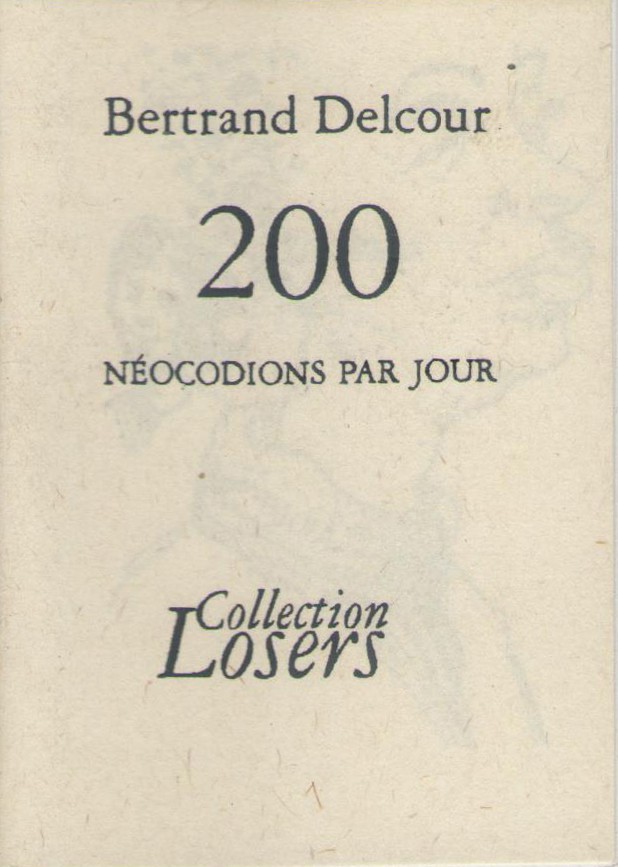 Bertrand Delcour
200
NÉOCODIONS PAR JOUR
Collection
Losers